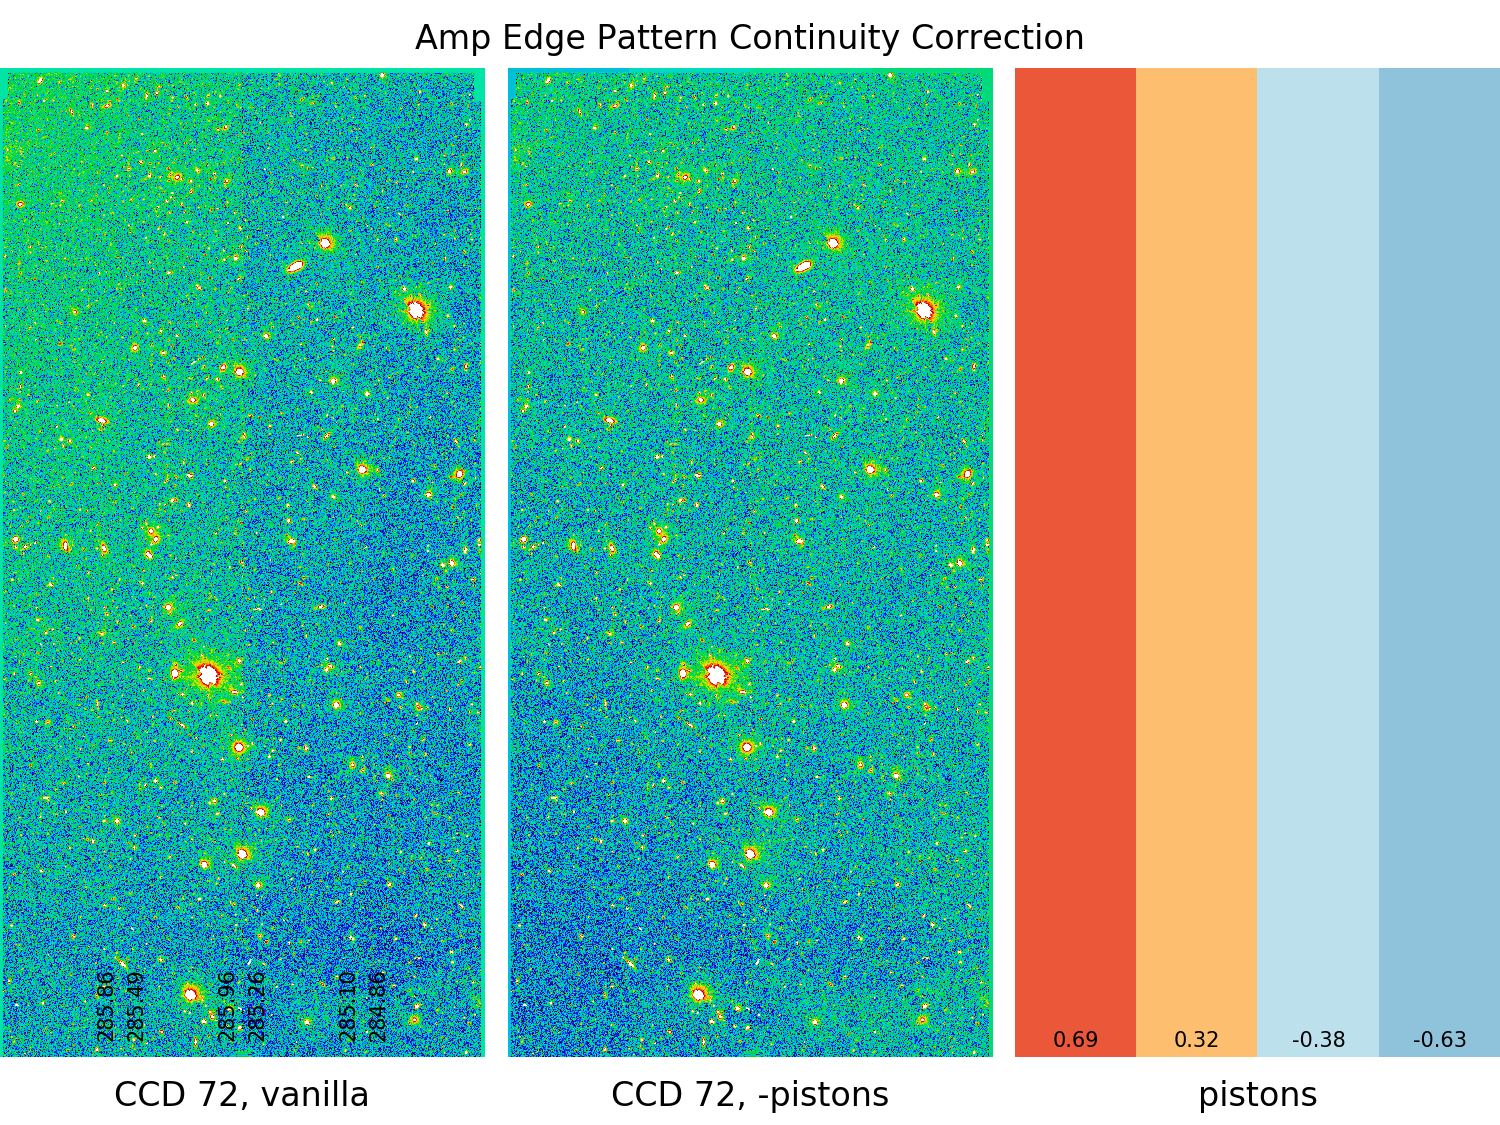 Amp Edge Pattern Continuity Correction
285.86
285.49
285.96
285.26
285.10
284.86
0.69 0.32 -0.38 -0.63
CCD 72, vanilla CCD 72, -pistons pistons